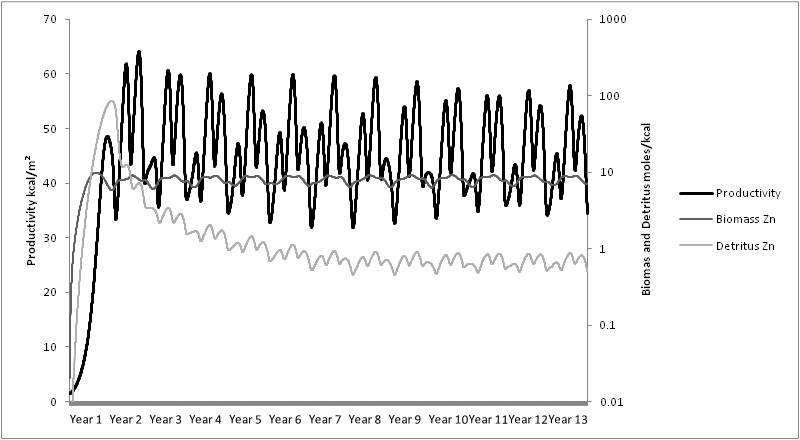 70
60
50
40
30
20
10
0
Productivity kcal/m²
1000
100
10
1
0.1
0.01
Biomas and Detritus moles/kcal
Year 1 Year 2 Year 3 Year 4 Year 5 Year 6 Year 7 Year 8 Year 9 Year 10 Year 11 Year 12 Year 13
Productivity
Biomass Zn
Detritus Zn